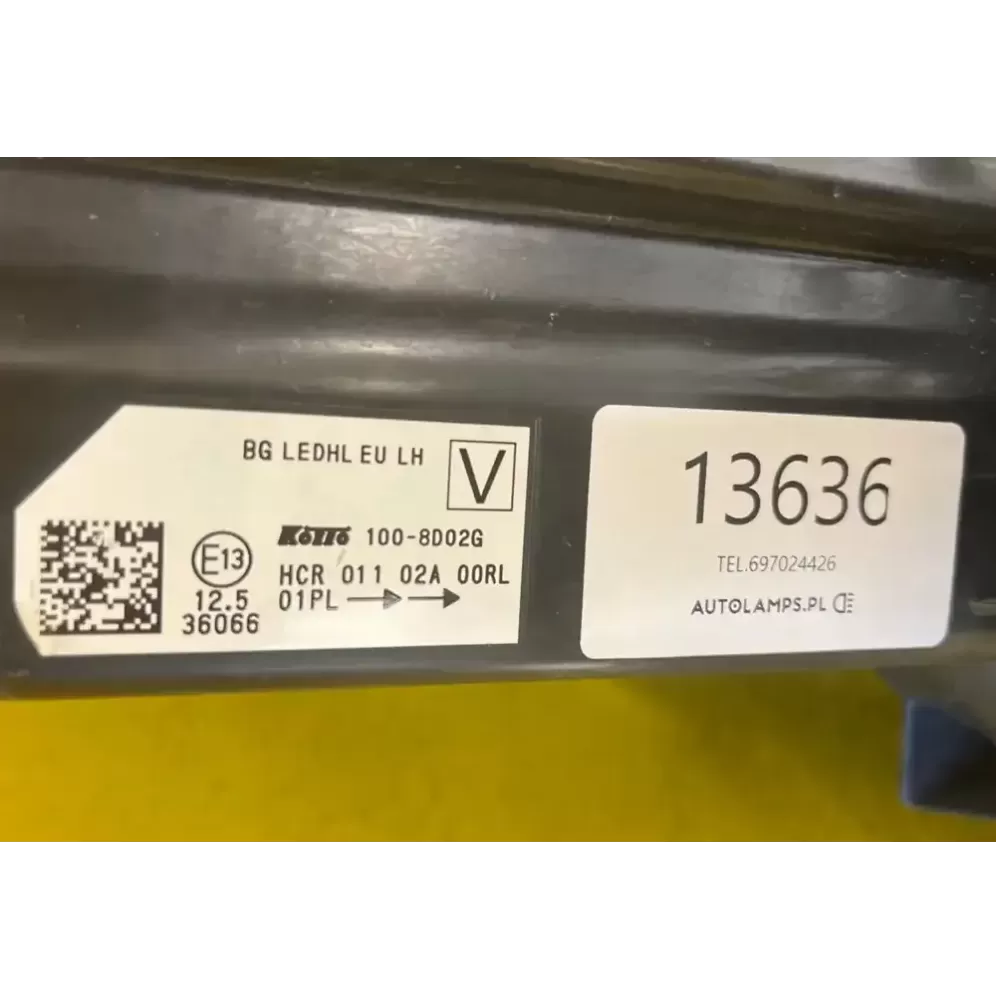 BG LEDHL EU LH
V
KOITO 100-8D02G
E13
HCR 011 02A 00RL
12.5
01PL
36066
13636
TEL.697024426
AUTOLAMPS.PL